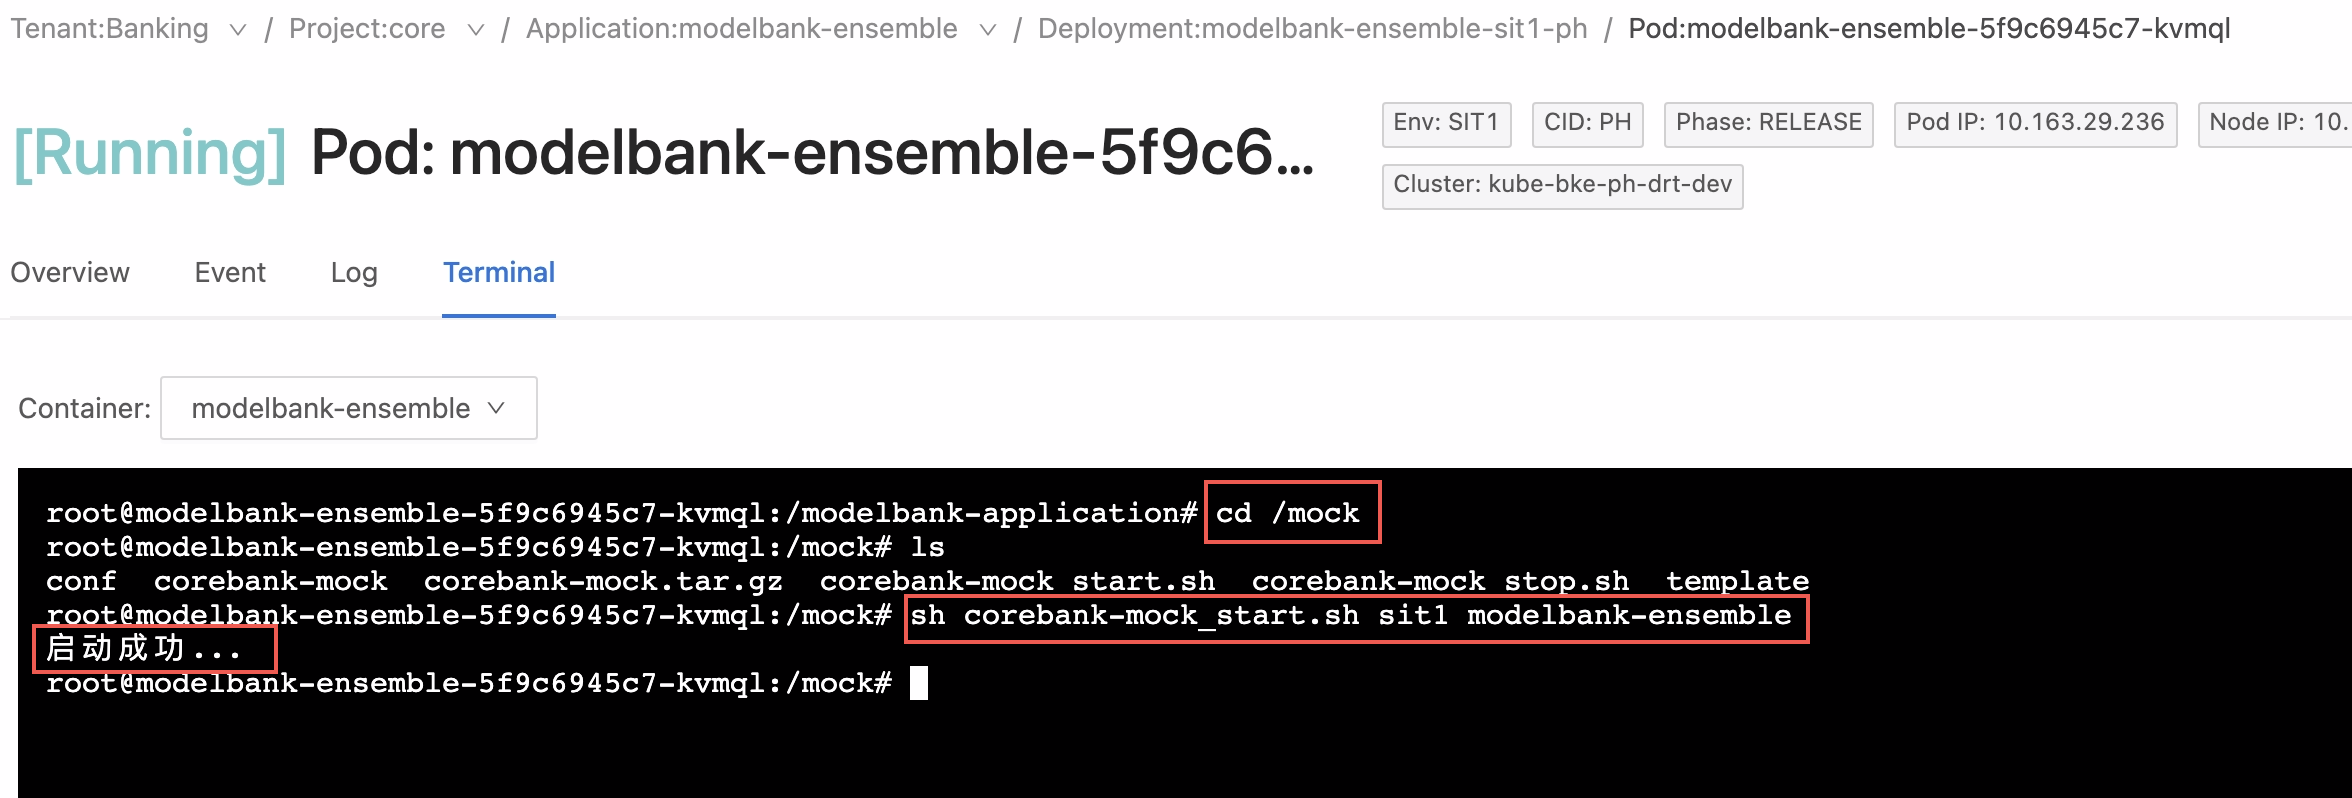 Tenant:Banking / Project:core / Application:modelbank-ensemble / Deployment:modelbank-ensemble-sit1-ph / Pod:modelbank-ensemble-5f9c6945c7-kvmql
[Running] Pod: modelbank-ensemble-5f9c6...
Env: SIT1 CID: PH Phase: RELEASE Pod IP: 10.163.29.236 Node IP: 10.
Cluster: kube-bke-ph-drt-dev
Overview Event Log Terminal
Container: modelbank-ensemble
root@modelbank-ensemble-5f9c6945c7-kvmql:/modelbank-application# cd /mock
root@modelbank-ensemble-5f9c6945c7-kvmql:/mock# ls
conf corebank-mock corebank-mock.tar.gz corebank-mock_start.sh corebank-mock_stop.sh template
root@modelbank-ensemble-5f9c6945c7-kvmql:/mock# sh corebank-mock_start.sh sit1 modelbank-ensemble
启动成功...
root@modelbank-ensemble-5f9c6945c7-kvmql:/mock#